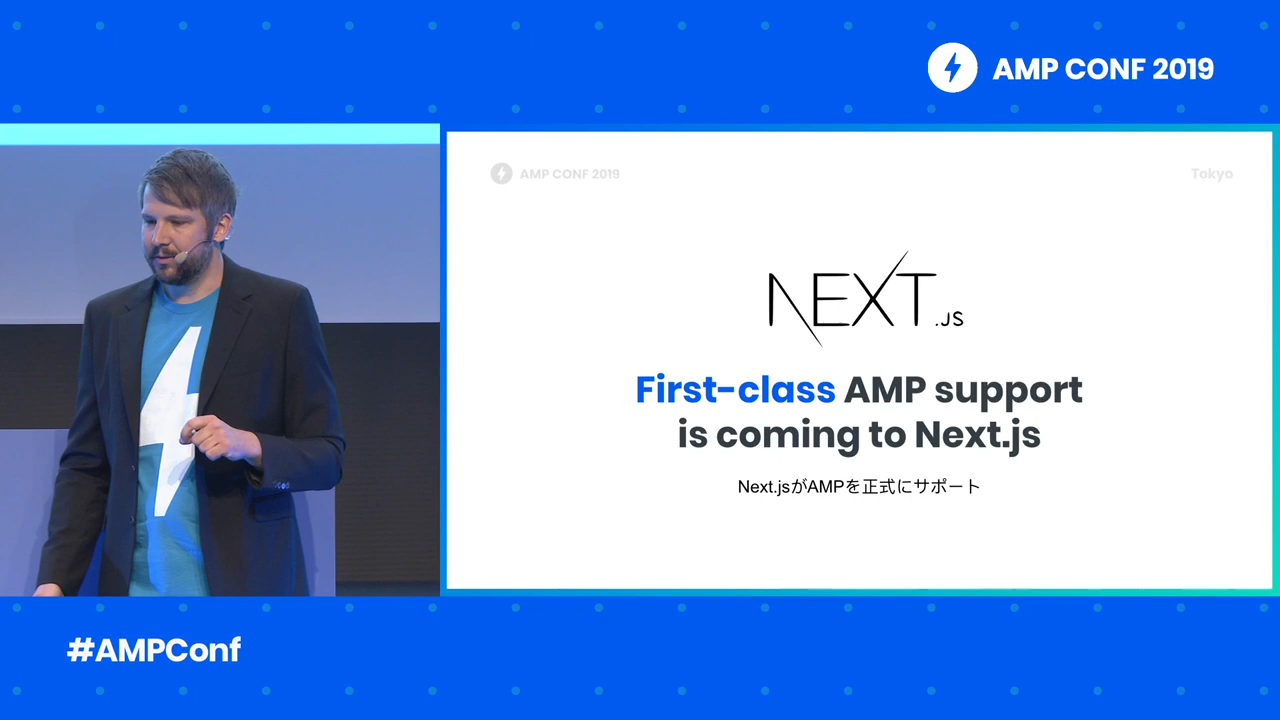 AMP CONF 2019
AMP CONF 2019
Tokyo
NEXT.JS
First-class AMP support
is coming to Next.js
Next.jsがAMPを正式にサポート
#AMPConf